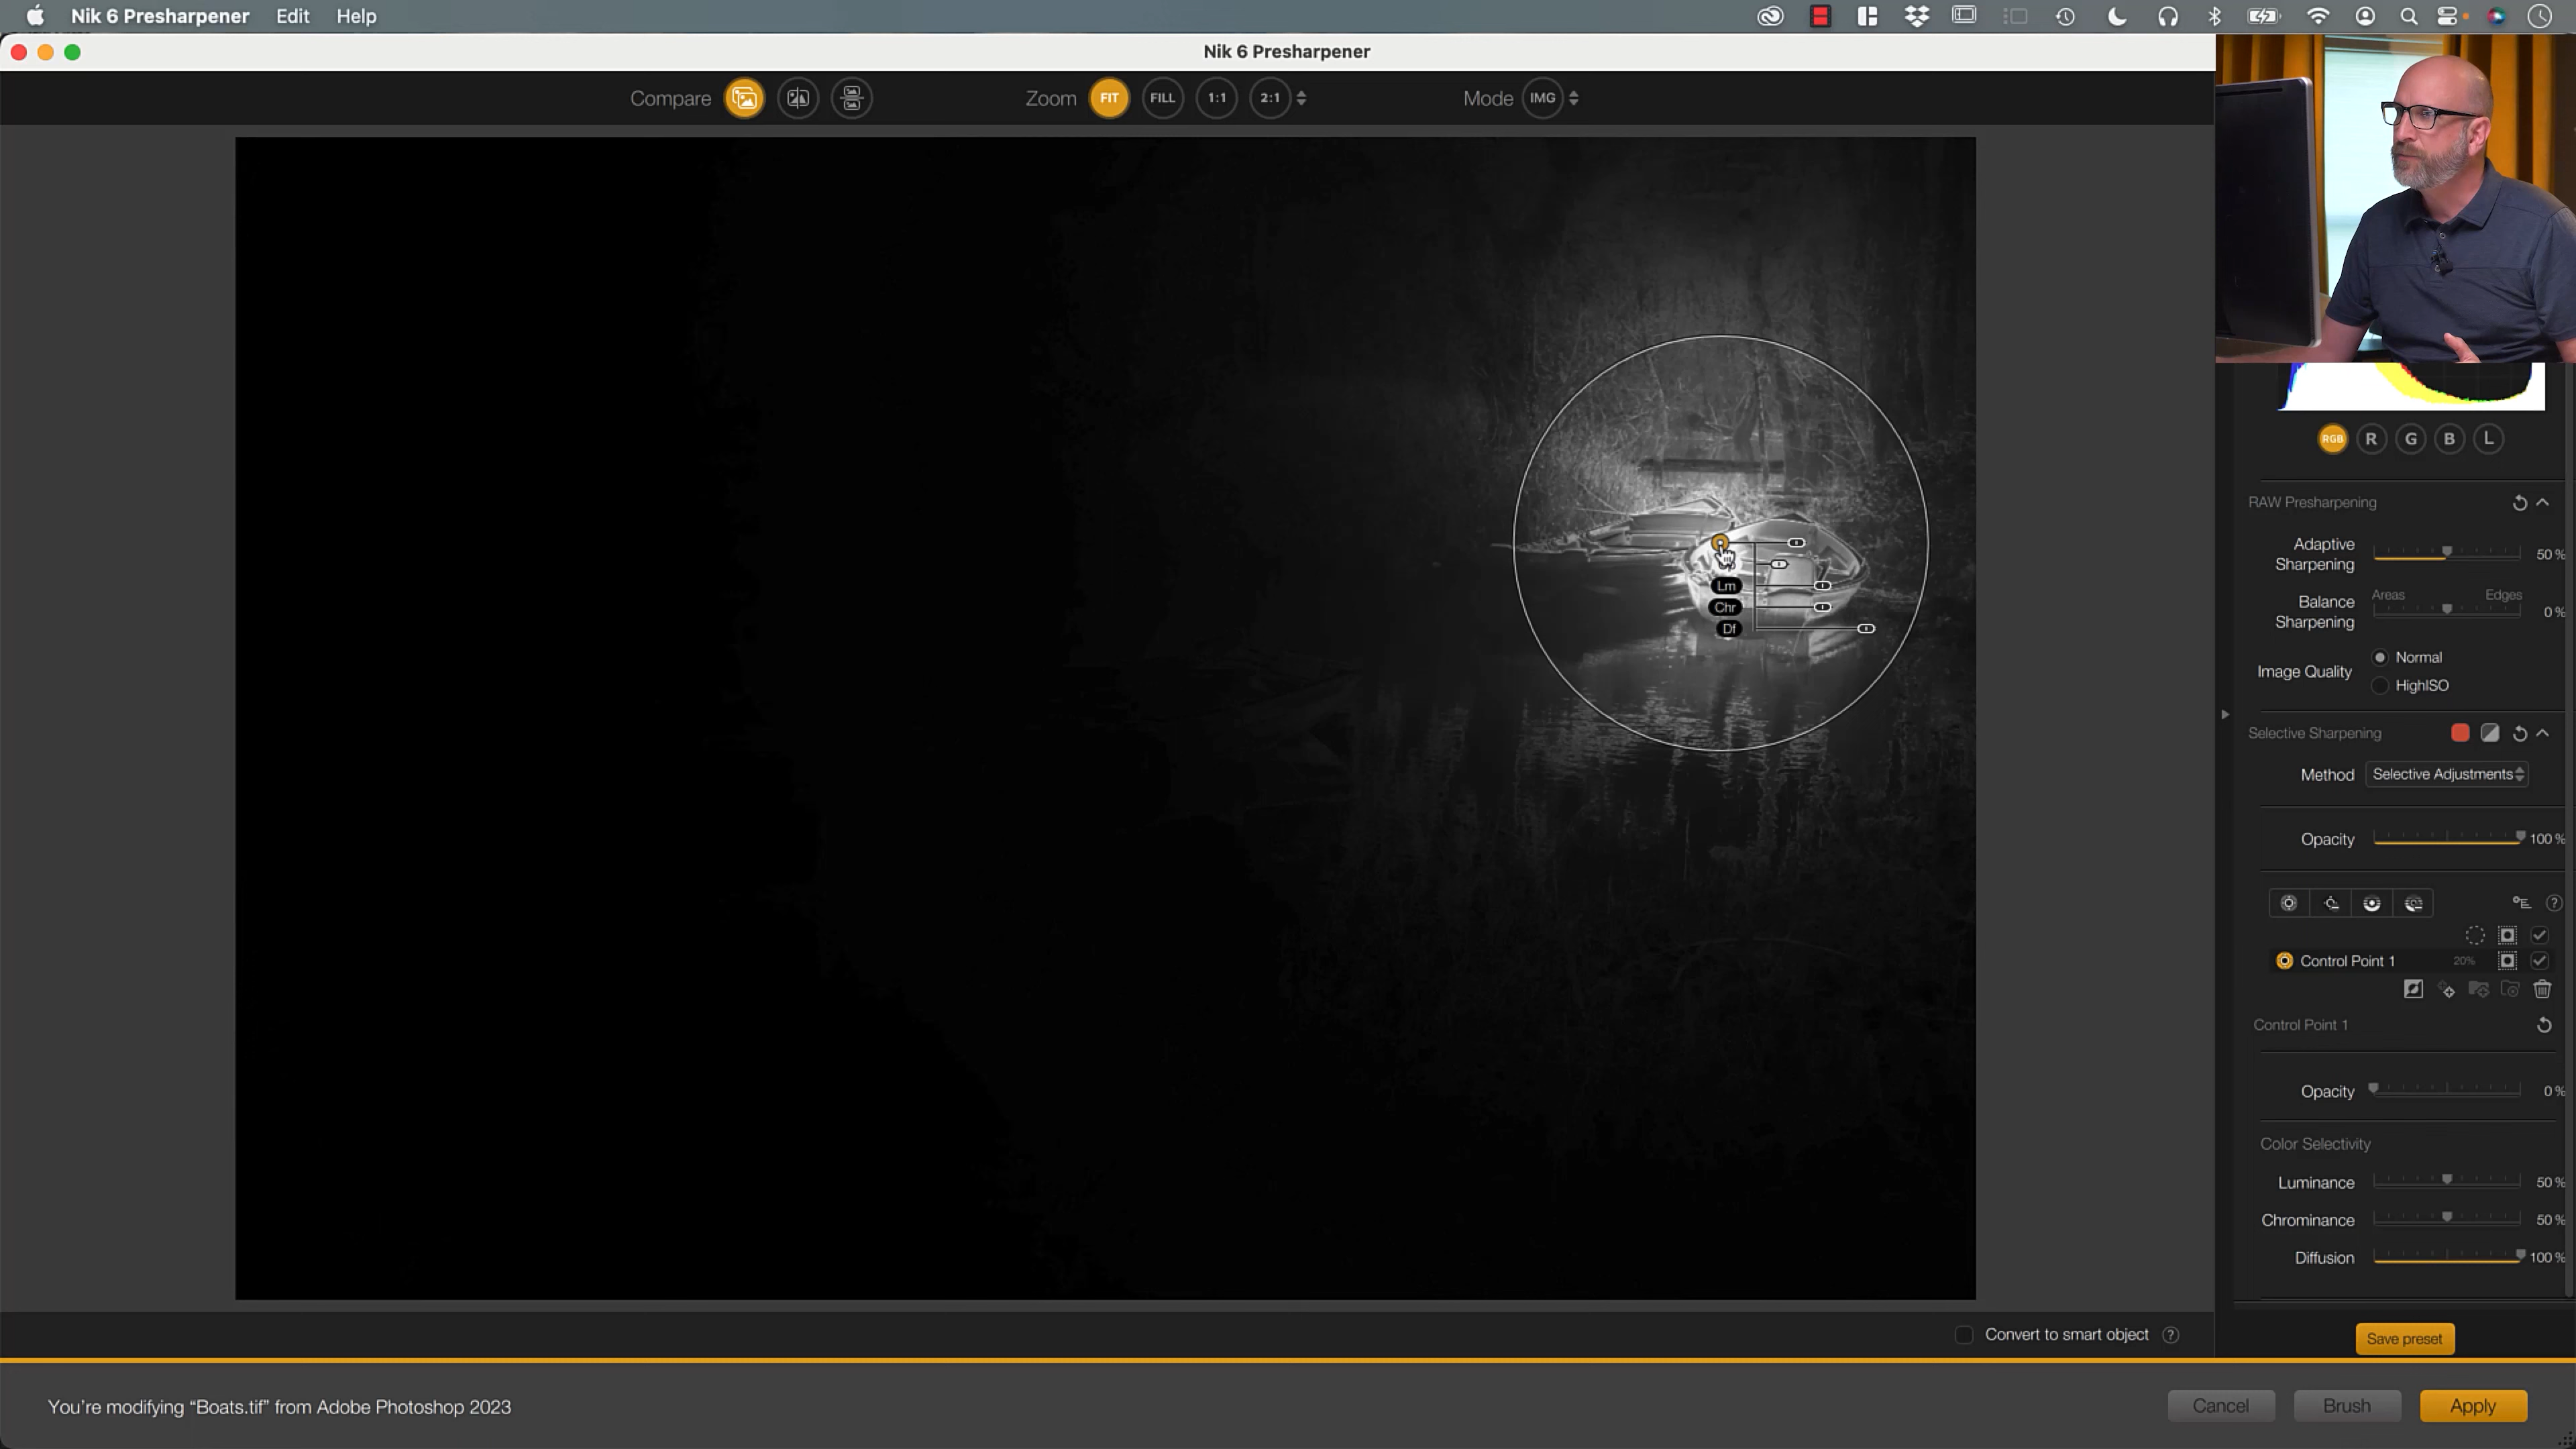 Nik 6 Presharpener Edit Help
Nik 6 Presharpener
Compare Zoom FIT FILL 1:1 2:1 Mode IMG
RGB R G B L
RAW Presharpening
Adaptive Sharpening 50 %
Areas Edges
Balance Sharpening 0 %
Image Quality Normal
HighISO
Selective Sharpening
Method Selective Adjustments
Opacity 100 %
Control Point 1 20%
Control Point 1
Opacity 0 %
Color Selectivity
Luminance 50 %
Chrominance 50 %
Diffusion 100 %
Lm
Chr
Df
Convert to smart object ?
Save preset
You're modifying “Boats.tif” from Adobe Photoshop 2023
Cancel Brush Apply